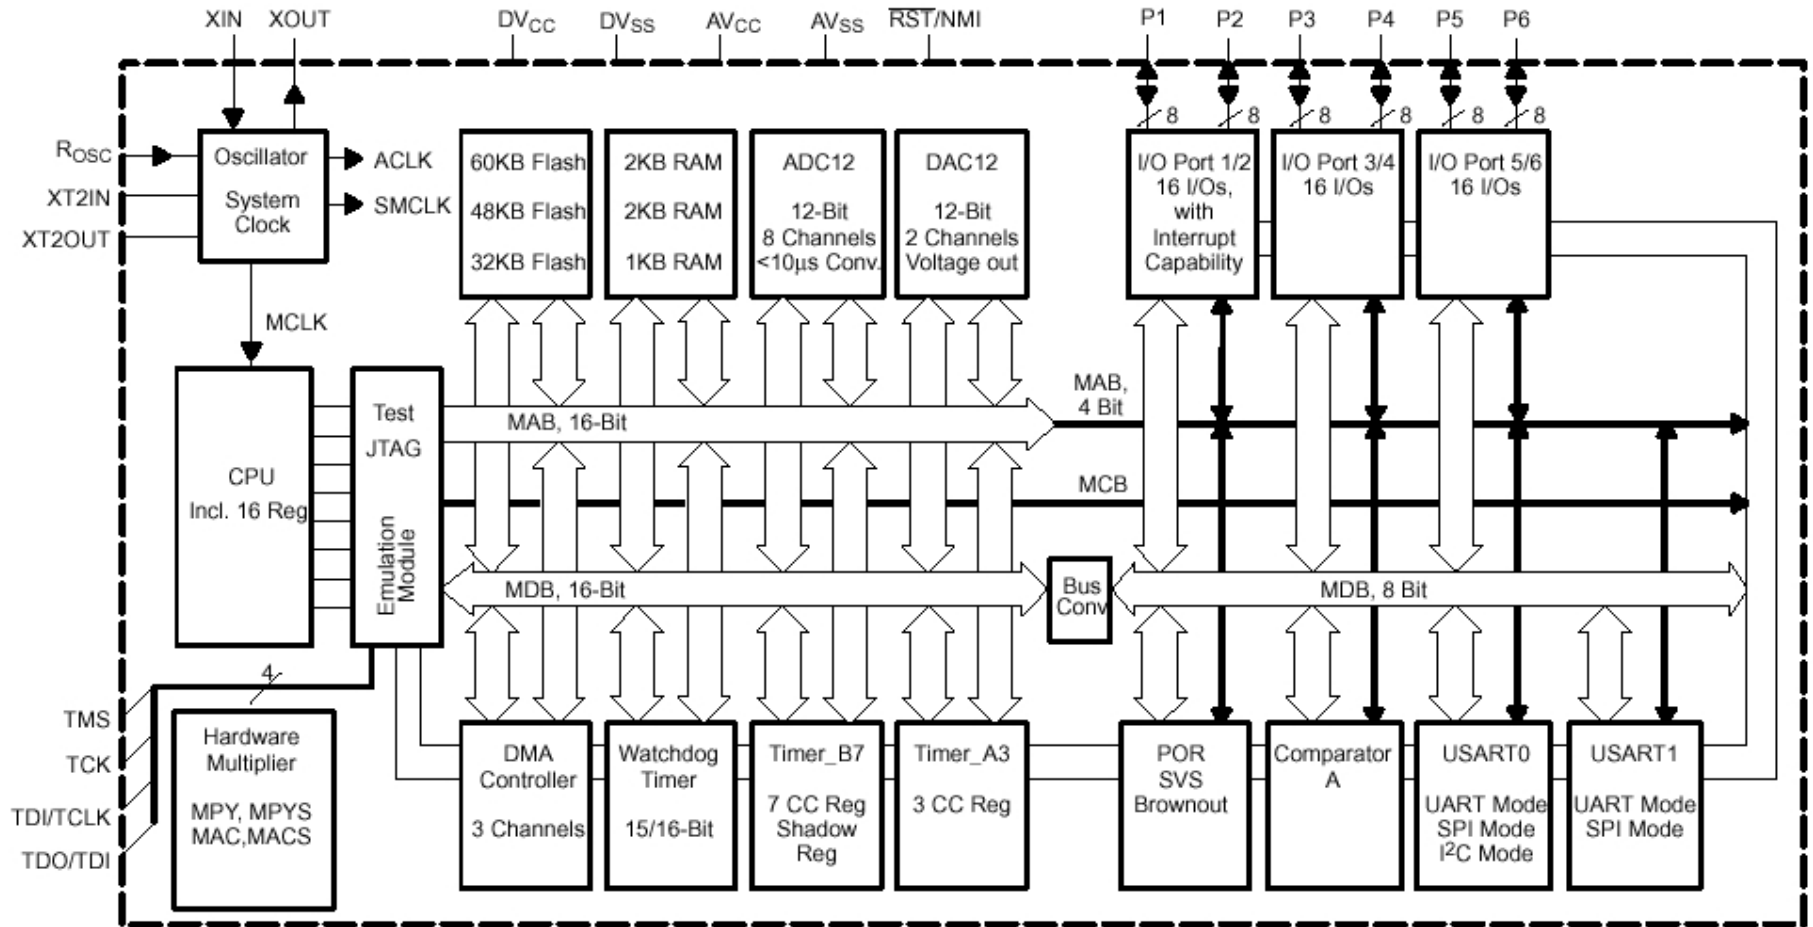 XIN XOUT DVCC DVSS AVCC AVSS RST/NMI P1 P2 P3 P4 P5 P6
8 8 8 8 8 8
ROSC
XT2IN
XT2OUT
Oscillator
System
Clock
ACLK
SMCLK
MCLK
60KB Flash
48KB Flash
32KB Flash
2KB RAM
2KB RAM
1KB RAM
ADC12
12-Bit
8 Channels
<10µs Conv.
DAC12
12-Bit
2 Channels
Voltage out
I/O Port 1/2
16 I/Os,
with
Interrupt
Capability
I/O Port 3/4
16 I/Os
I/O Port 5/6
16 I/Os
CPU
Incl. 16 Reg
Test
JTAG
Emulation
Module
MAB, 16-Bit
MAB,
4 Bit
MCB
MDB, 16-Bit
Bus
Conv
MDB, 8 Bit
4
TMS
TCK
TDI/TCLK
TDO/TDI
Hardware
Multiplier
MPY, MPYS
MAC,MACS
DMA
Controller
3 Channels
Watchdog
Timer
15/16-Bit
Timer_B7
7 CC Reg
Shadow
Reg
Timer_A3
3 CC Reg
POR
SVS
Brownout
Comparator
A
USART0
UART Mode
SPI Mode
I²C Mode
USART1
UART Mode
SPI Mode